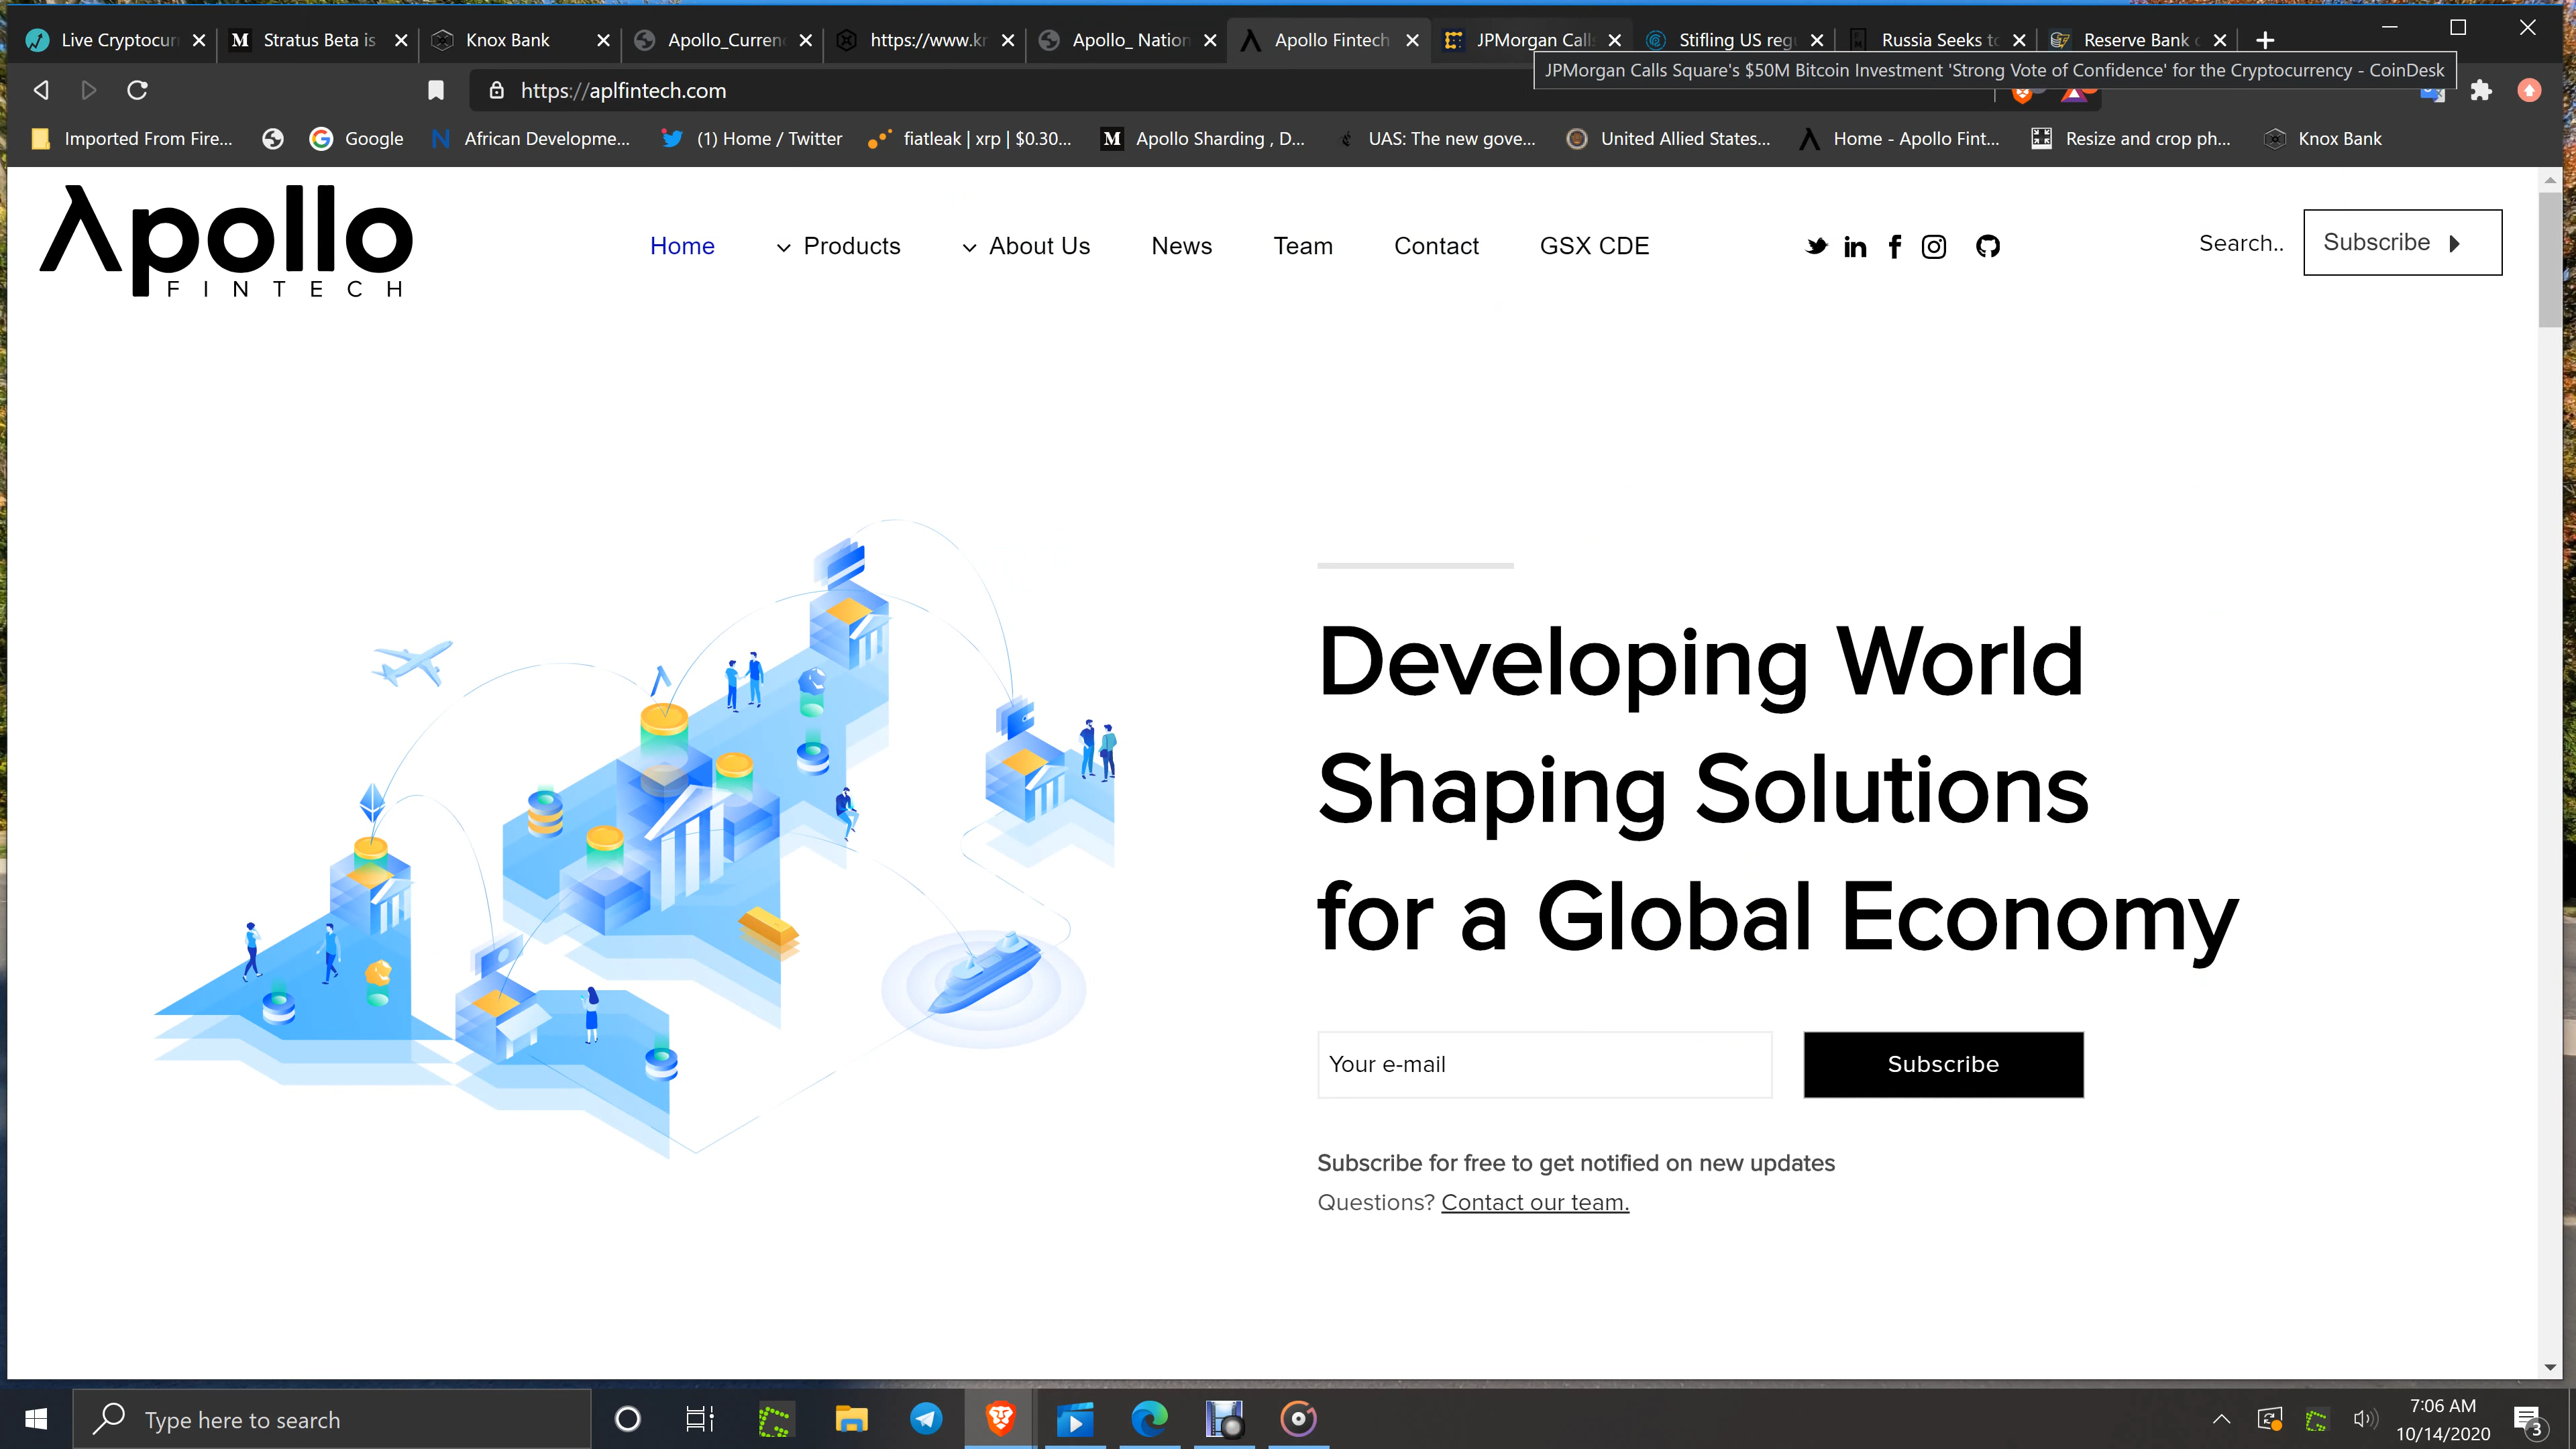 Live Cryptocur
Stratus Beta is
Knox Bank
Apollo_Curren
https://www.kr
Apollo_ Nation
Apollo Fintech
JPMorgan Call
Stifling US regu
Russia Seeks to
Reserve Bank
JPMorgan Calls Square's $50M Bitcoin Investment 'Strong Vote of Confidence' for the Cryptocurrency - CoinDesk
https://aplfintech.com
Imported From Fire...
Google
African Developme...
(1) Home / Twitter
fiatleak | xrp | $0.30...
Apollo Sharding , D...
UAS: The new gove...
United Allied States...
Home - Apollo Fint...
Resize and crop ph...
Knox Bank
Apollo
FINTECH
Home
Products
About Us
News
Team
Contact
GSX CDE
Search..
Subscribe
Developing World
Shaping Solutions
for a Global Economy
Your e-mail
Subscribe
Subscribe for free to get notified on new updates
Questions? Contact our team.
Type here to search
7:06 AM
10/14/2020
3